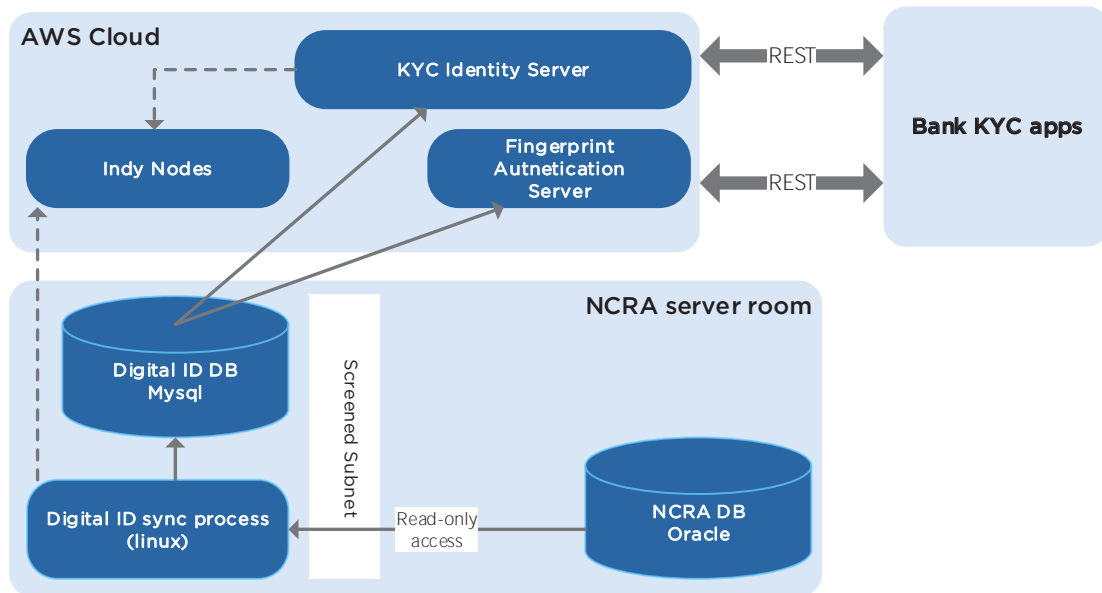 AWS Cloud
KYC Identity Server
REST
Bank KYC apps
Indy Nodes
Fingerprint
Autnetication
Server
REST
NCRA server room
Digital ID DB
Mysql
Screened Subnet
Digital ID sync process
(linux)
Read-only
access
NCRA DB
Oracle